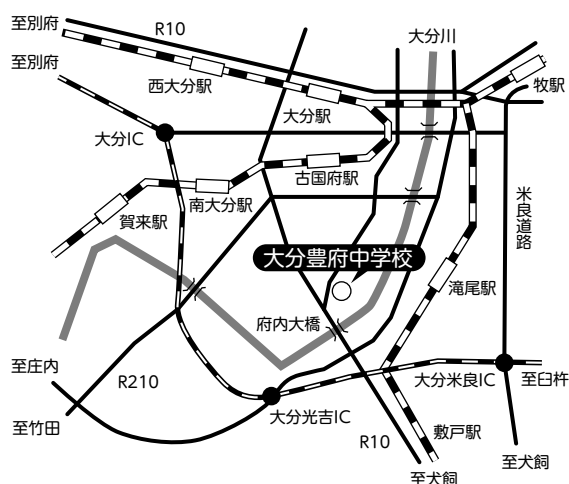 至別府
R10
大分川
至別府
西大分駅
牧駅
大分駅
大分IC
古国府駅
南大分駅
米良道路
賀来駅
大分豊府中学校
滝尾駅
府内大橋
至庄内
R210
大分米良IC
至臼杵
大分光吉IC
至竹田
R10
敷戸駅
至犬飼
至犬飼